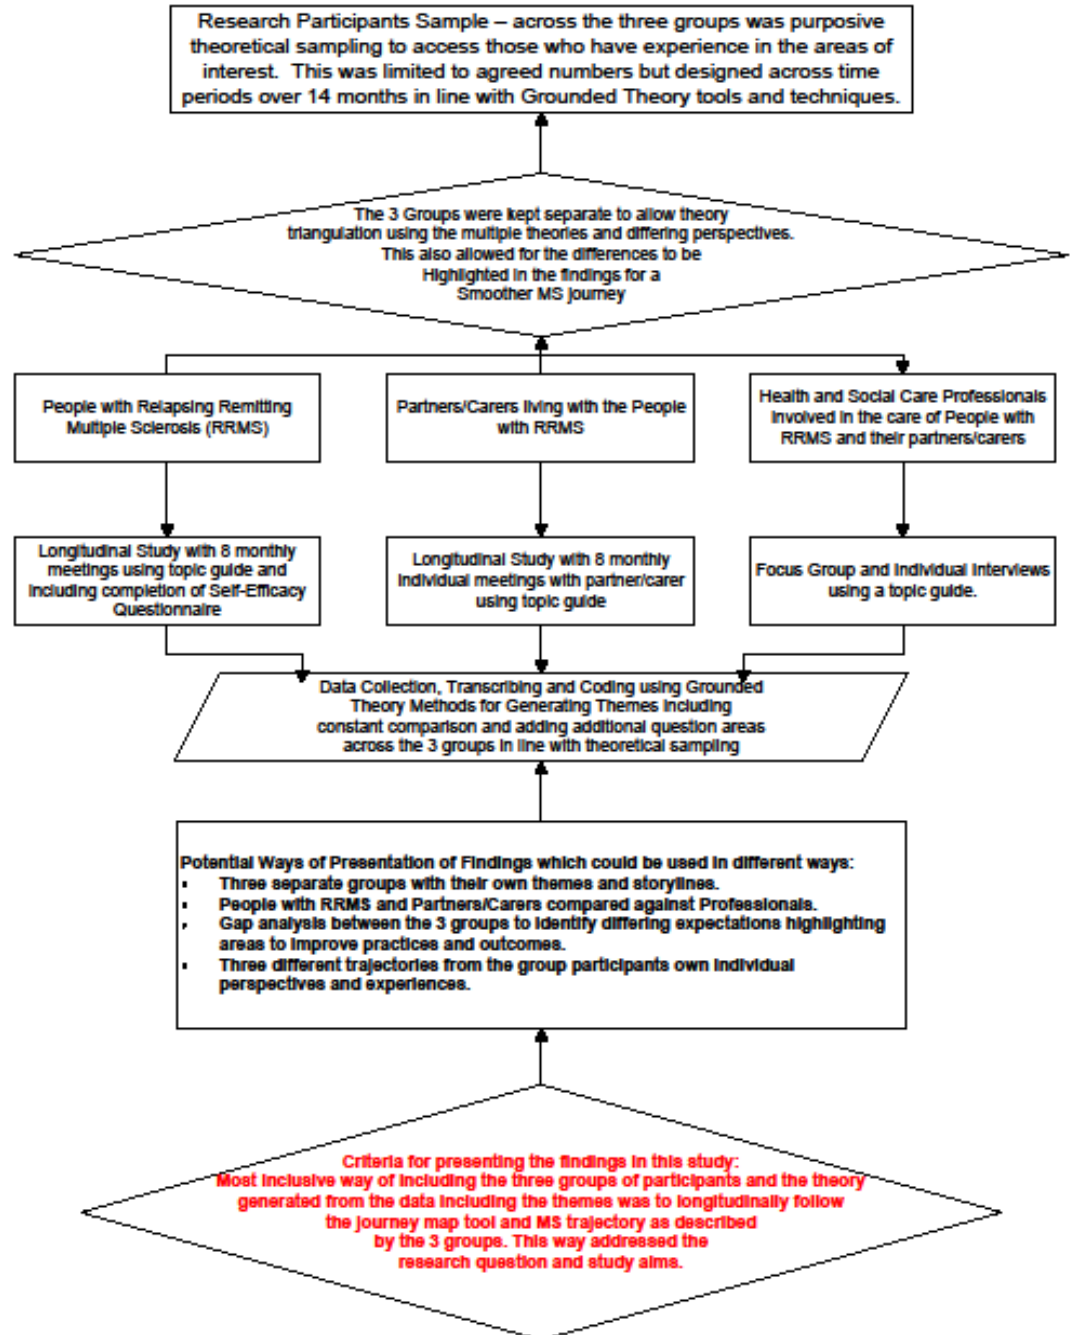 Research Participants Sample – across the three groups was purposive
theoretical sampling to access those who have experience in the areas of
interest.  This was limited to agreed numbers but designed across time
periods over 14 months in line with Grounded Theory tools and techniques.
The 3 Groups were kept separate to allow theory
triangulation using the multiple theories and differing perspectives.
This also allowed for the differences to be
Highlighted in the findings for a
Smoother MS journey
People with Relapsing Remitting
Multiple Sclerosis (RRMS)
Partners/Carers living with the People
with RRMS
Health and Social Care Professionals
involved in the care of People with
RRMS and their partners/carers
Longitudinal Study with 8 monthly
meetings using topic guide and
including completion of Self-Efficacy
Questionnaire
Longitudinal Study with 8 monthly
individual meetings with partner/carer
using topic guide
Focus Group and Individual Interviews
using a topic guide.
Data Collection, Transcribing and Coding using Grounded
Theory Methods for Generating Themes including
constant comparison and adding additional question areas
across the 3 groups in line with theoretical sampling
Potential Ways of Presentation of Findings which could be used in different ways:
▪ Three separate groups with their own themes and storylines.
▪ People with RRMS and Partners/Carers compared against Professionals.
▪ Gap analysis between the 3 groups to identify differing expectations highlighting
areas to improve practices and outcomes.
▪ Three different trajectories from the group participants own individual
perspectives and experiences.
Criteria for presenting the findings in this study:
Most inclusive way of including the three groups of participants and the theory
generated from the data including the themes was to longitudinally follow
the journey map tool and MS trajectory as described
by the 3 groups. This way addressed the
research question and study aims.